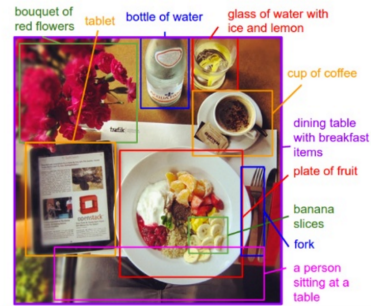 bouquet of
red flowers
tablet
bottle of water
glass of water with
ice and lemon
cup of coffee
dining table
with breakfast
items
plate of fruit
banana
slices
fork
a person
sitting at a
table
openstack